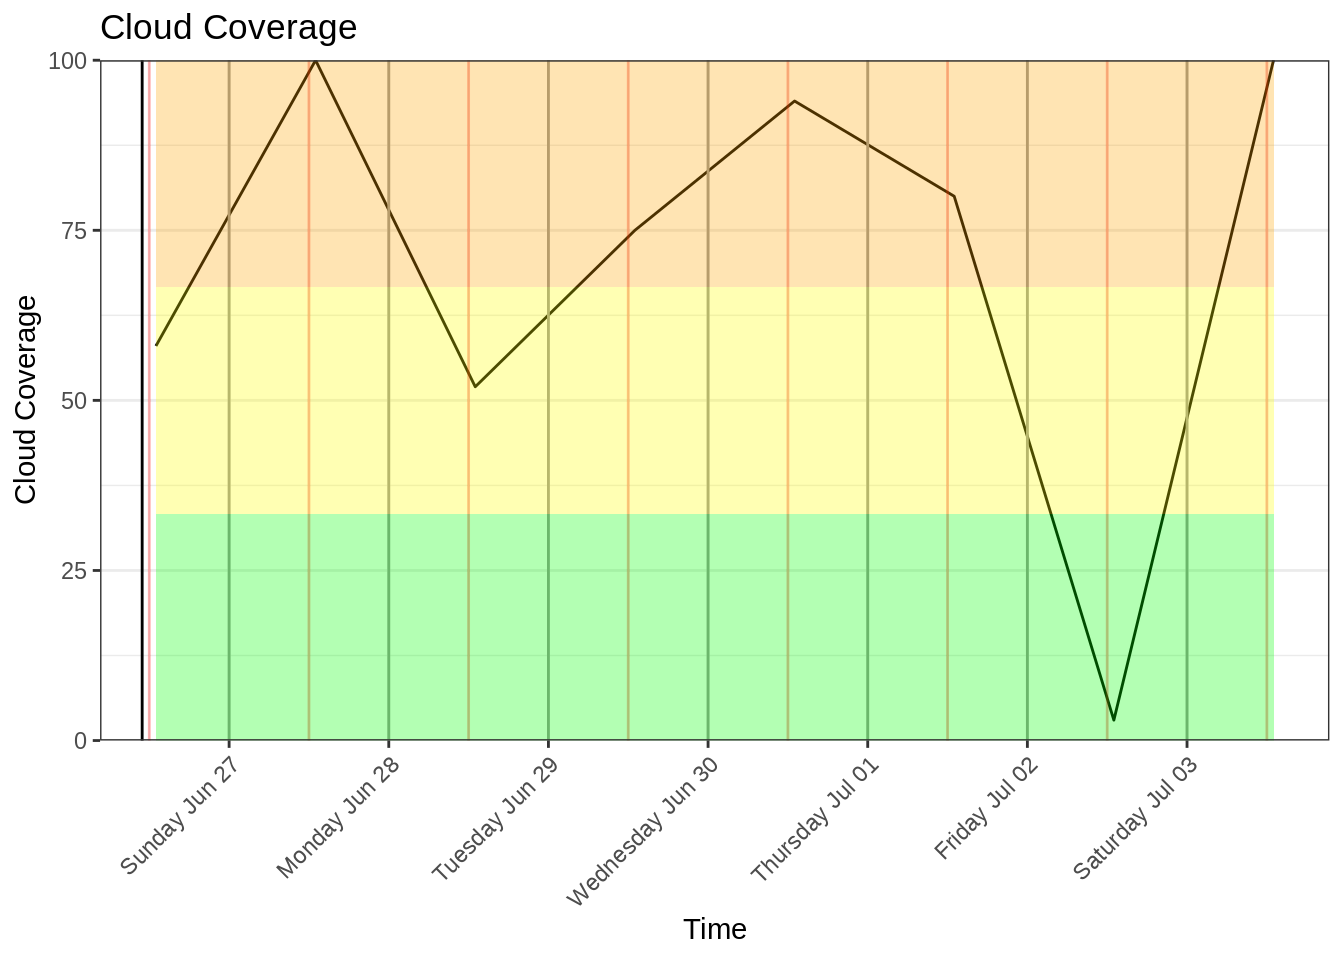 Cloud Coverage
100
75
50
25
0
Cloud Coverage
Sunday Jun 27
Monday Jun 28
Tuesday Jun 29
Wednesday Jun 30
Thursday Jul 01
Friday Jul 02
Saturday Jul 03
Time